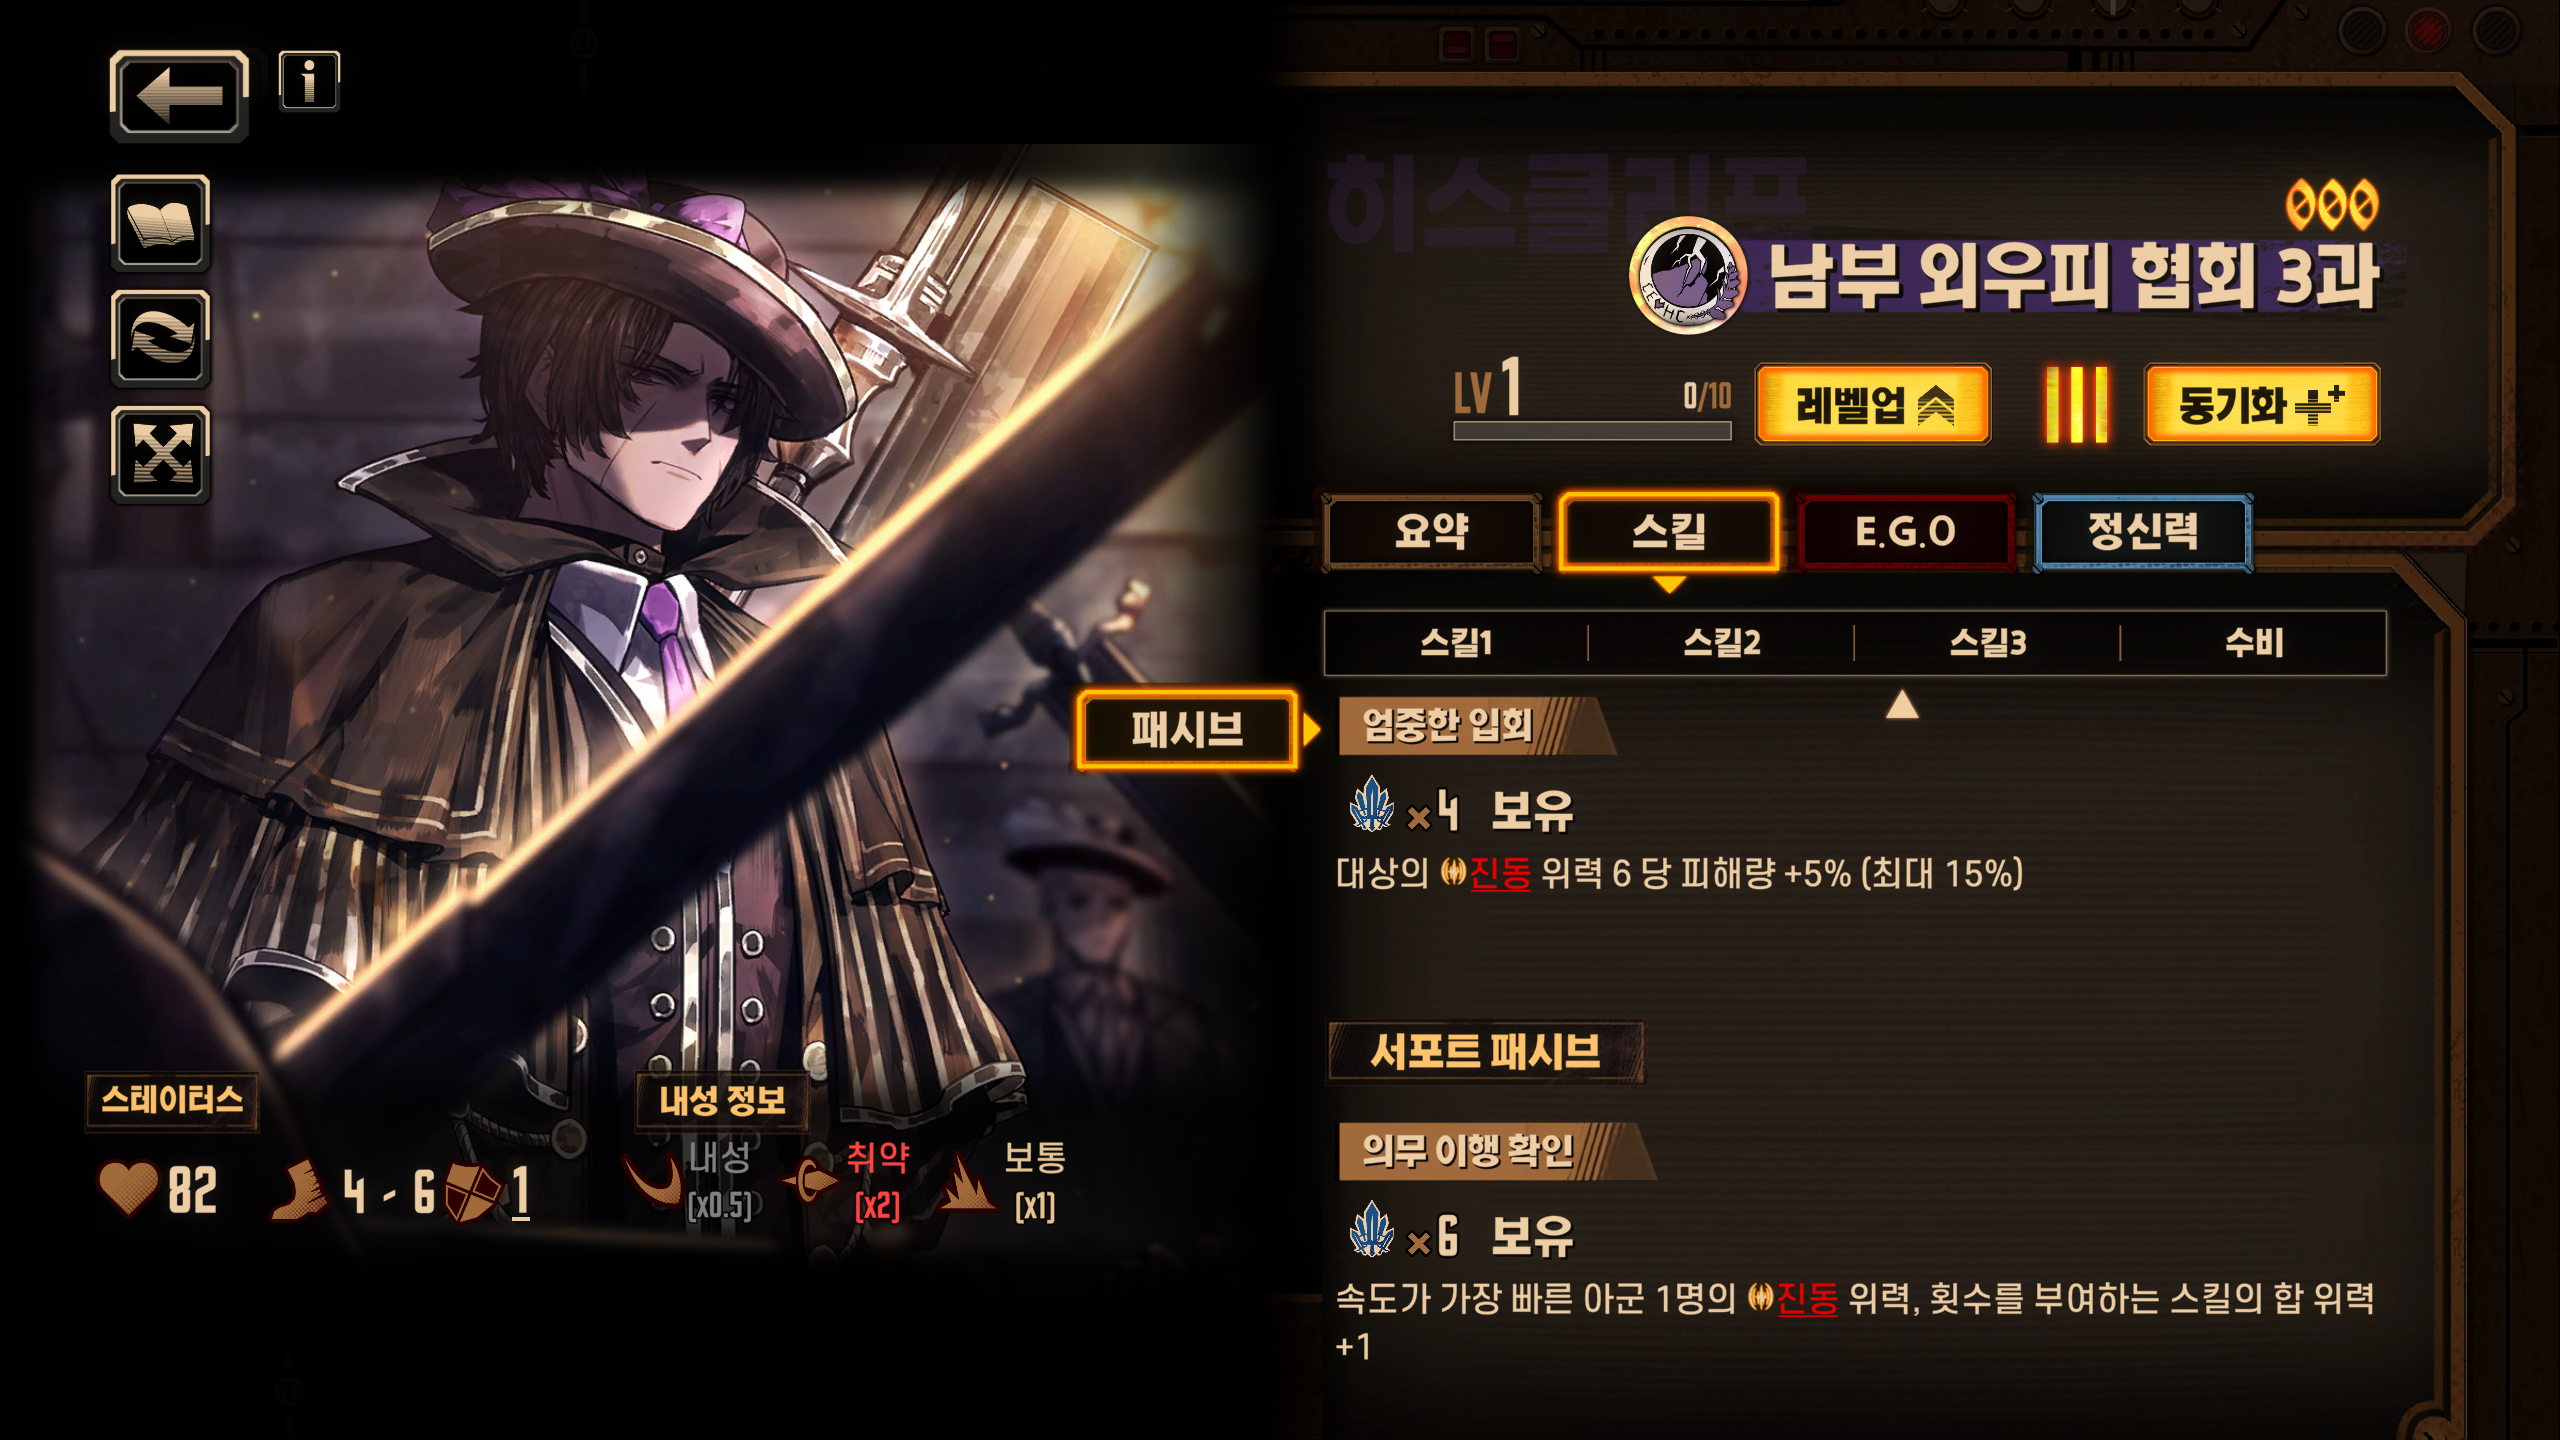 히스클리프
남부 외우피 협회 3과
LV 1
0/10
레벨업
동기화
요약
스킬
E.G.O
정신력
스킬1
스킬2
스킬3
수비
패시브
엄중한 입회
×4 보유
대상의 진동 위력 6 당 피해량 +5% (최대 15%)
서포트 패시브
의무 이행 확인
×6 보유
속도가 가장 빠른 아군 1명의 진동 위력, 횟수를 부여하는 스킬의 합 위력
+1
스테이터스
82
4 - 6
1
내성 정보
내성
[x0.5]
취약
[x2]
보통
[x1]